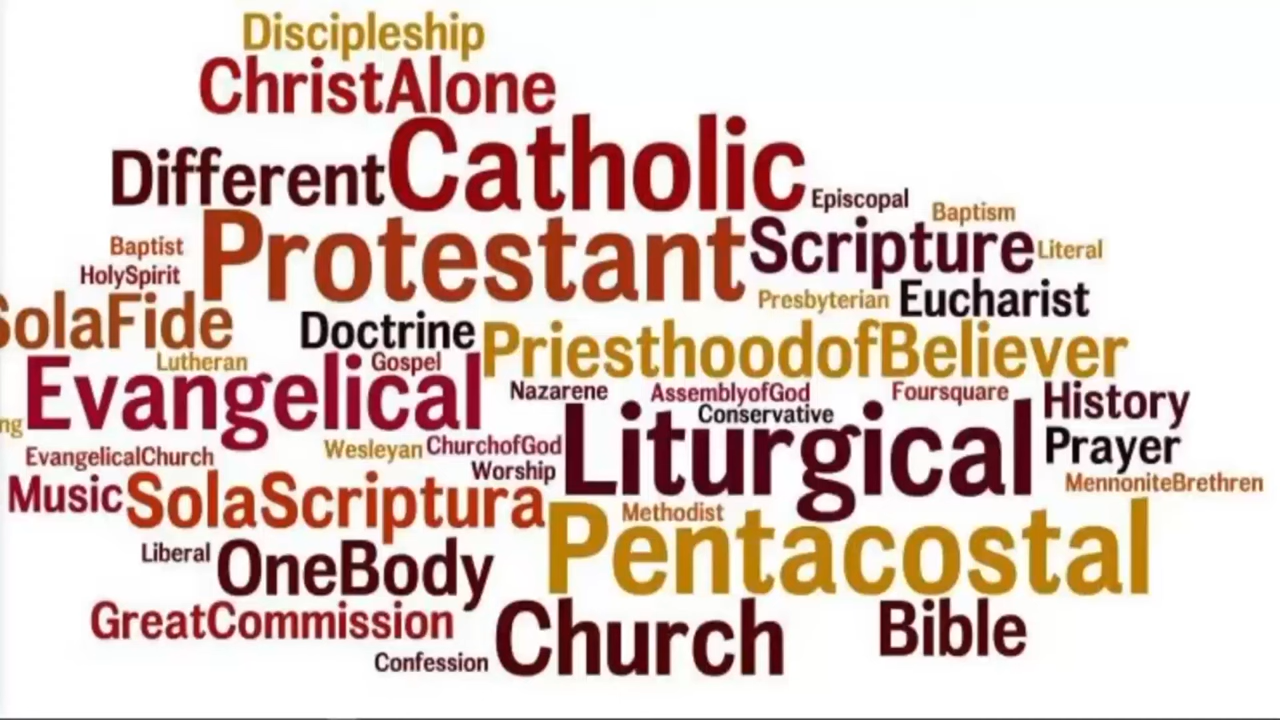 Discipleship
ChristAlone
Different Catholic Episcopal Baptism
Baptist Protestant Scripture Literal
HolySpirit Presbyterian Eucharist
SolaFide Doctrine PriesthoodofBeliever
Lutheran Gospel
Evangelical Nazarene AssemblyofGod Foursquare History
Conservative
Wesleyan ChurchofGod Liturgical Prayer
EvangelicalChurch Worship
Music SolaScriptura MennoniteBrethren
Methodist
Liberal OneBody Pentacostal
GreatCommission Church Bible
Confession